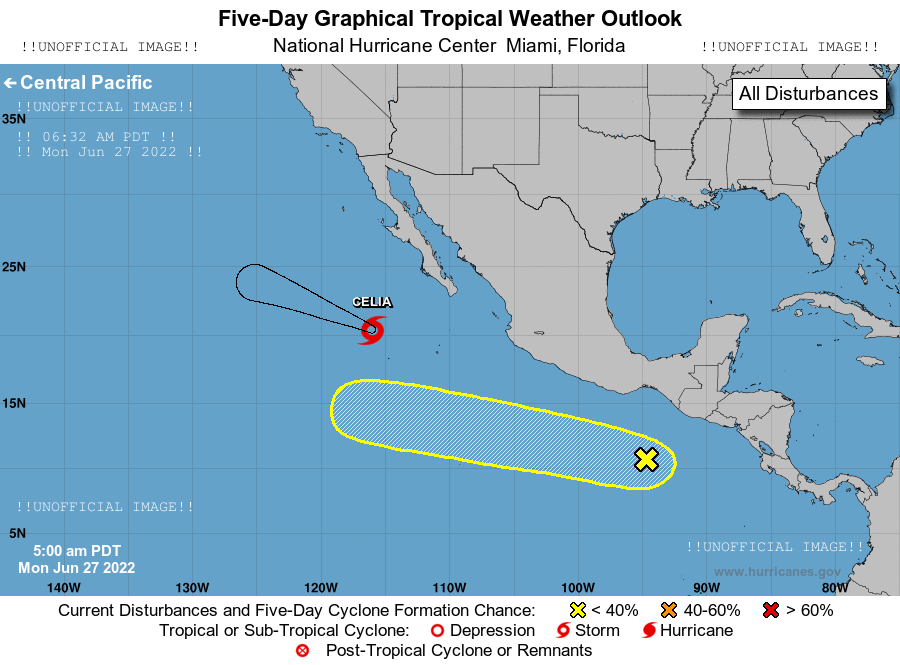 Five-Day Graphical Tropical Weather Outlook
!!UNOFFICIAL IMAGE!! National Hurricane Center Miami, Florida !!UNOFFICIAL IMAGE!!
Central Pacific
All Disturbances
!!UNOFFICIAL IMAGE!!
35N
!! 06:32 AM PDT !!
!! Mon Jun 27 2022 !!
25N
CELIA
15N
!!UNOFFICIAL IMAGE!!
5N
5:00 am PDT
!!UNOFFICIAL IMAGE!!
Mon Jun 27 2022
www.hurricanes.gov
140W 130W 120W 110W 100W 90W 80W
Current Disturbances and Five-Day Cyclone Formation Chance: < 40% 40-60% > 60%
Tropical or Sub-Tropical Cyclone: Depression Storm Hurricane
Post-Tropical Cyclone or Remnants